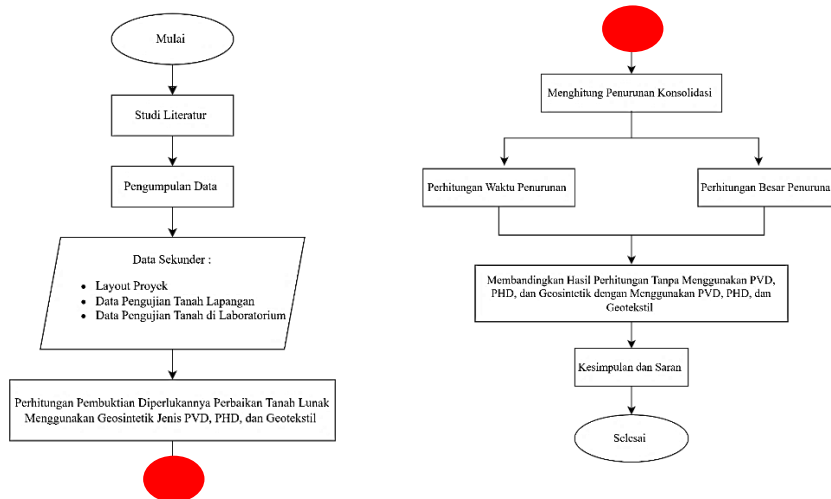 Mulai
Studi Literatur
Pengumpulan Data
Data Sekunder :
• Layout Proyek
• Data Pengujian Tanah Lapangan
• Data Pengujian Tanah di Laboratorium
Perhitungan Pembuktian Diperlukannya Perbaikan Tanah Lunak
Menggunakan Geosintetik Jenis PVD, PHD, dan Geotekstil
Menghitung Penurunan Konsolidasi
Perhitungan Waktu Penurunan
Perhitungan Besar Penuruna
Membandingkan Hasil Perhitungan Tanpa Menggunakan PVD,
PHD, dan Geosintetik dengan Menggunakan PVD, PHD, dan
Geotekstil
Kesimpulan dan Saran
Selesai